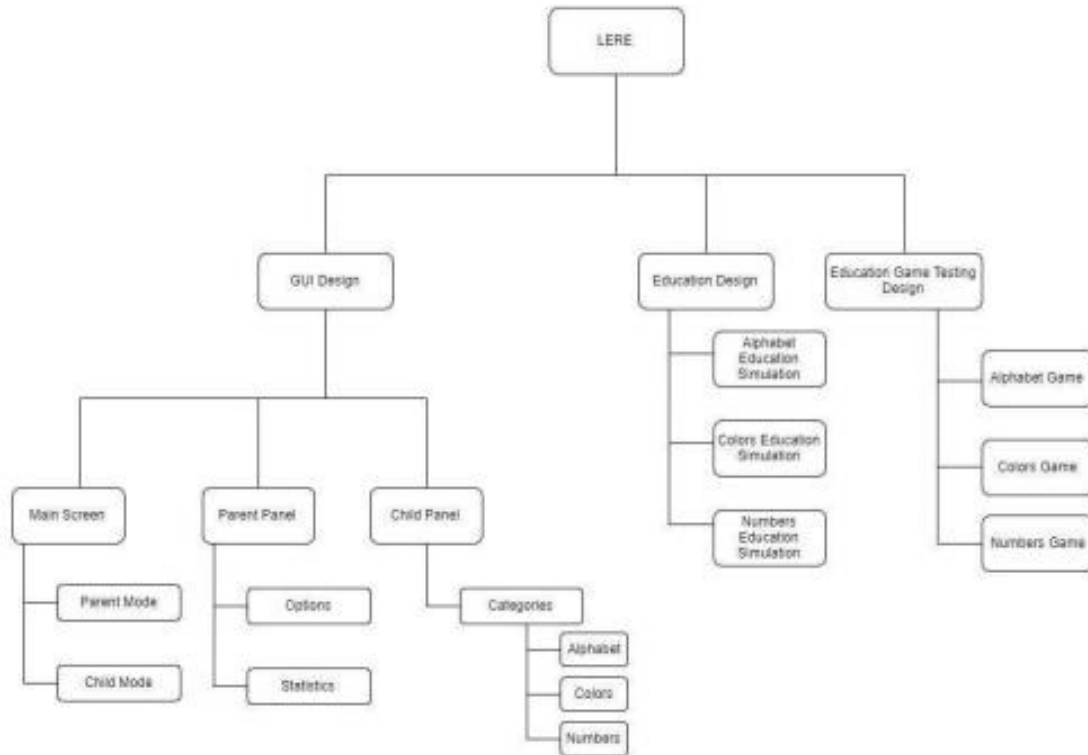 LERE
GUI Design
Education Design
Education Game Testing
Design
Alphabet
Education
Simulation
Alphabet Game
Colors Education
Simulation
Colors Game
Main Screen
Parent Panel
Child Panel
Numbers
Education
Simulation
Numbers Game
Parent Mode
Options
Categories
Alphabet
Child Mode
Statistics
Colors
Numbers